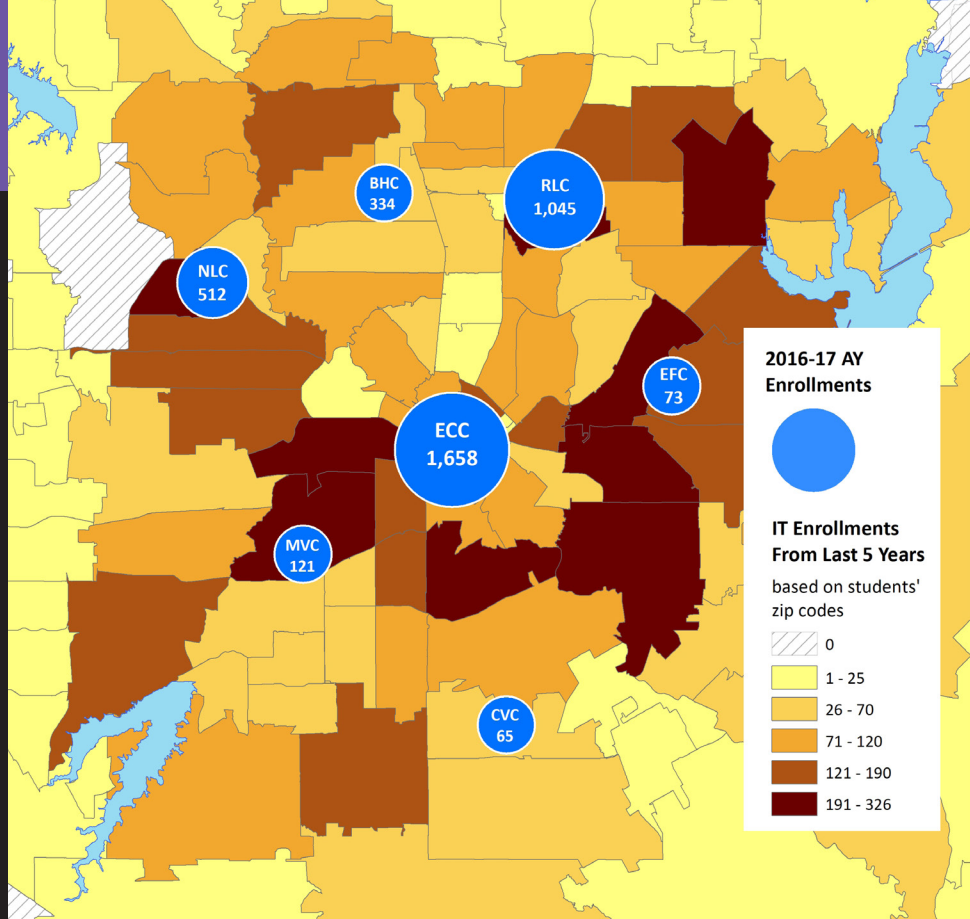 BHC
334
RLC
1,045
NLC
512
EFC
73
ECC
1,658
MVC
121
CVC
65
2016-17 AY
Enrollments
IT Enrollments
From Last 5 Years
based on students'
zip codes
0
1 - 25
26 - 70
71 - 120
121 - 190
191 - 326